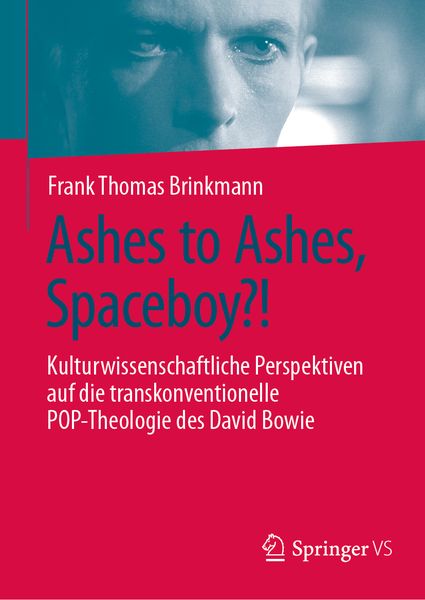 Frank Thomas Brinkmann
Ashes to Ashes,
Spaceboy?!
Kulturwissenschaftliche Perspektiven
auf die transkonventionelle
POP-Theologie des David Bowie
Springer VS